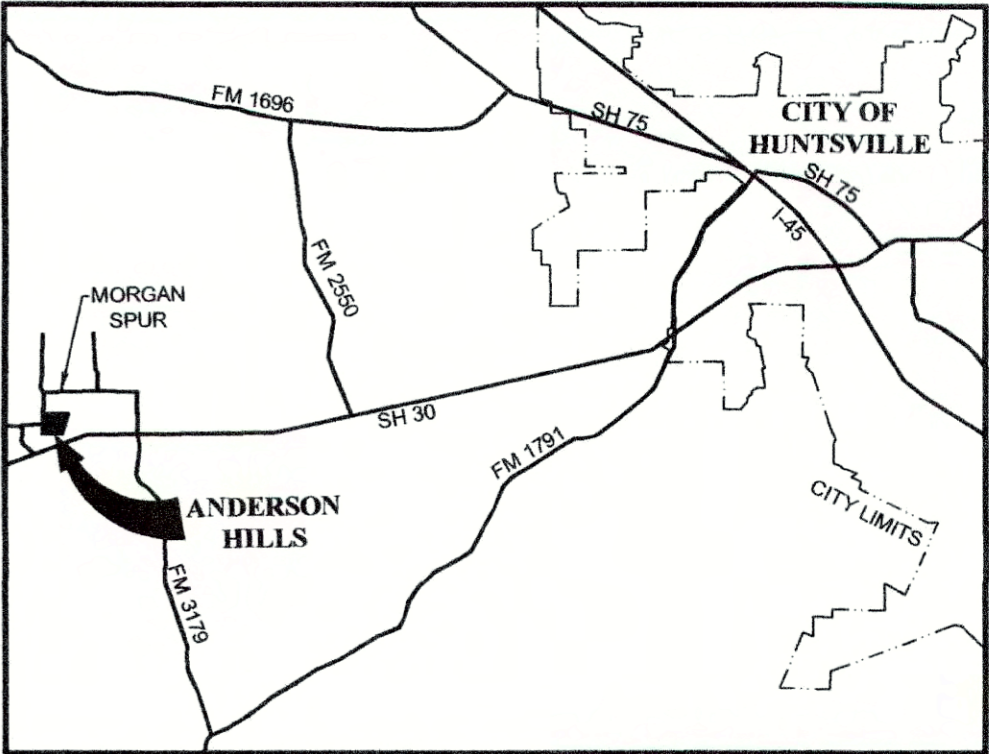 FM 1696
SH 75
CITY OF
HUNTSVILLE
SH 75
I-45
FM 2550
MORGAN
SPUR
SH 30
FM 1791
ANDERSON
HILLS
CITY LIMITS
FM 3179